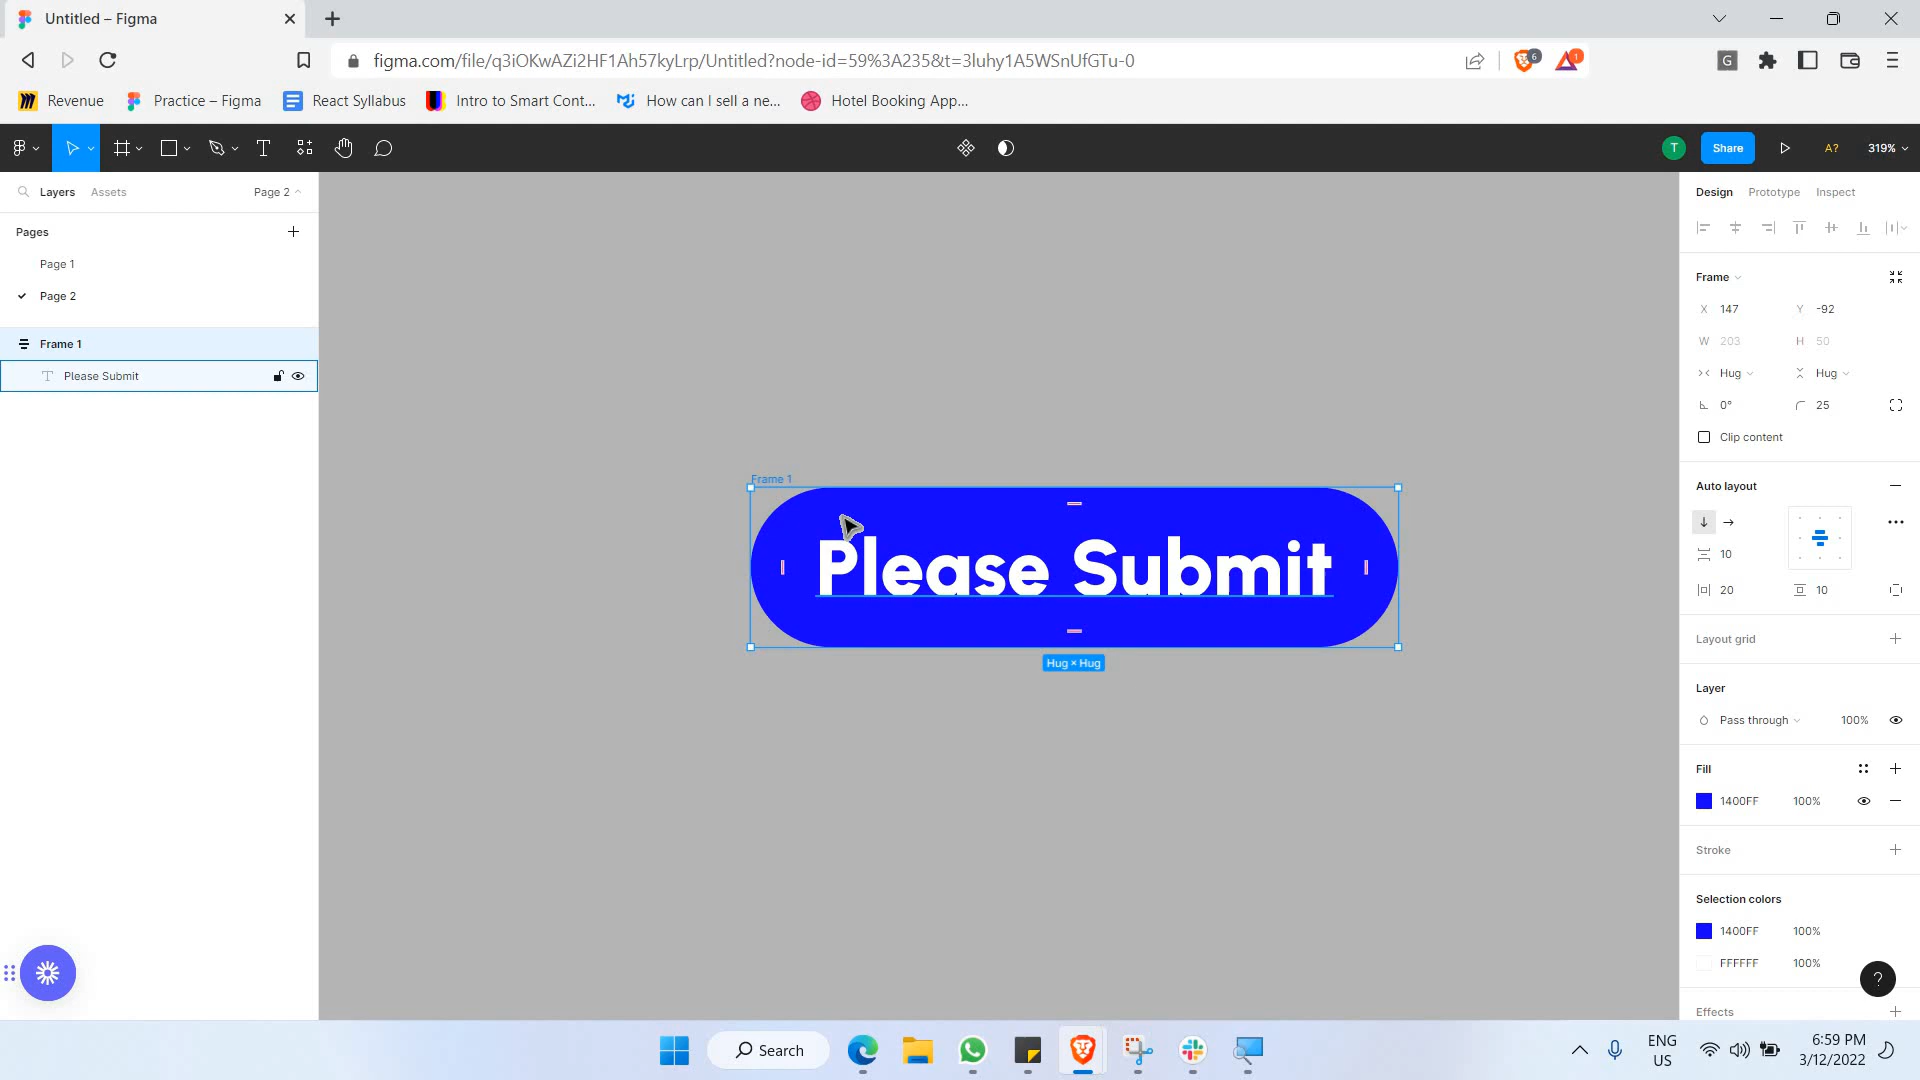 Untitled – Figma
figma.com/file/q3iOKwAZi2HF1Ah57kyLrp/Untitled?node-id=59%3A235&t=3luhy1A5WSnUfGTu-0
G
6
1
Revenue
Practice – Figma
React Syllabus
Intro to Smart Cont...
How can I sell a ne...
Hotel Booking App...
T
Share
A?
319%
Layers
Assets
Page 2
Pages
Page 1
Page 2
Frame 1
Please Submit
Frame 1
Please Submit
Hug × Hug
Design
Prototype
Inspect
Frame
X 147
Y -92
W 203
H 50
Hug
Hug
0°
25
Clip content
Auto layout
10
20
10
Layout grid
Layer
Pass through
100%
Fill
1400FF
100%
Stroke
Selection colors
1400FF
100%
FFFFFF
100%
?
Effects
Search
ENG
US
6:59 PM
3/12/2022